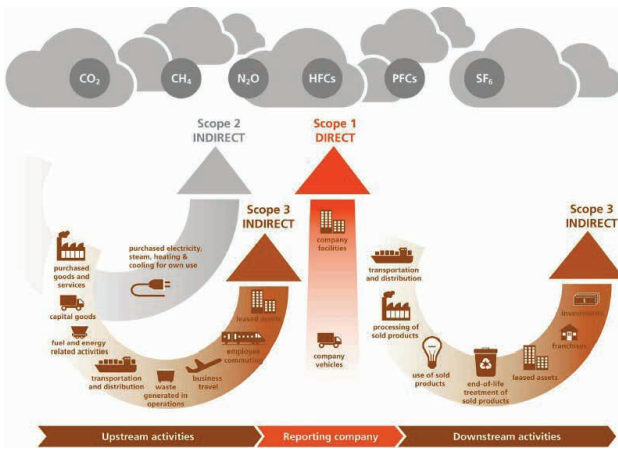 CO2
CH4
N2O
HFCs
PFCs
SF6
Scope 2
INDIRECT
Scope 1
DIRECT
Scope 3
INDIRECT
Scope 3
INDIRECT
purchased electricity,
steam, heating &
cooling for own use
purchased
goods and
services
capital goods
fuel and energy
related activities
transportation
and distribution
waste
generated in
operations
business
travel
employee
commuting
leased assets
company
facilities
company
vehicles
transportation
and distribution
processing of
sold products
use of sold
products
end-of-life
treatment of
sold products
leased assets
franchises
investments
Upstream activities
Reporting company
Downstream activities